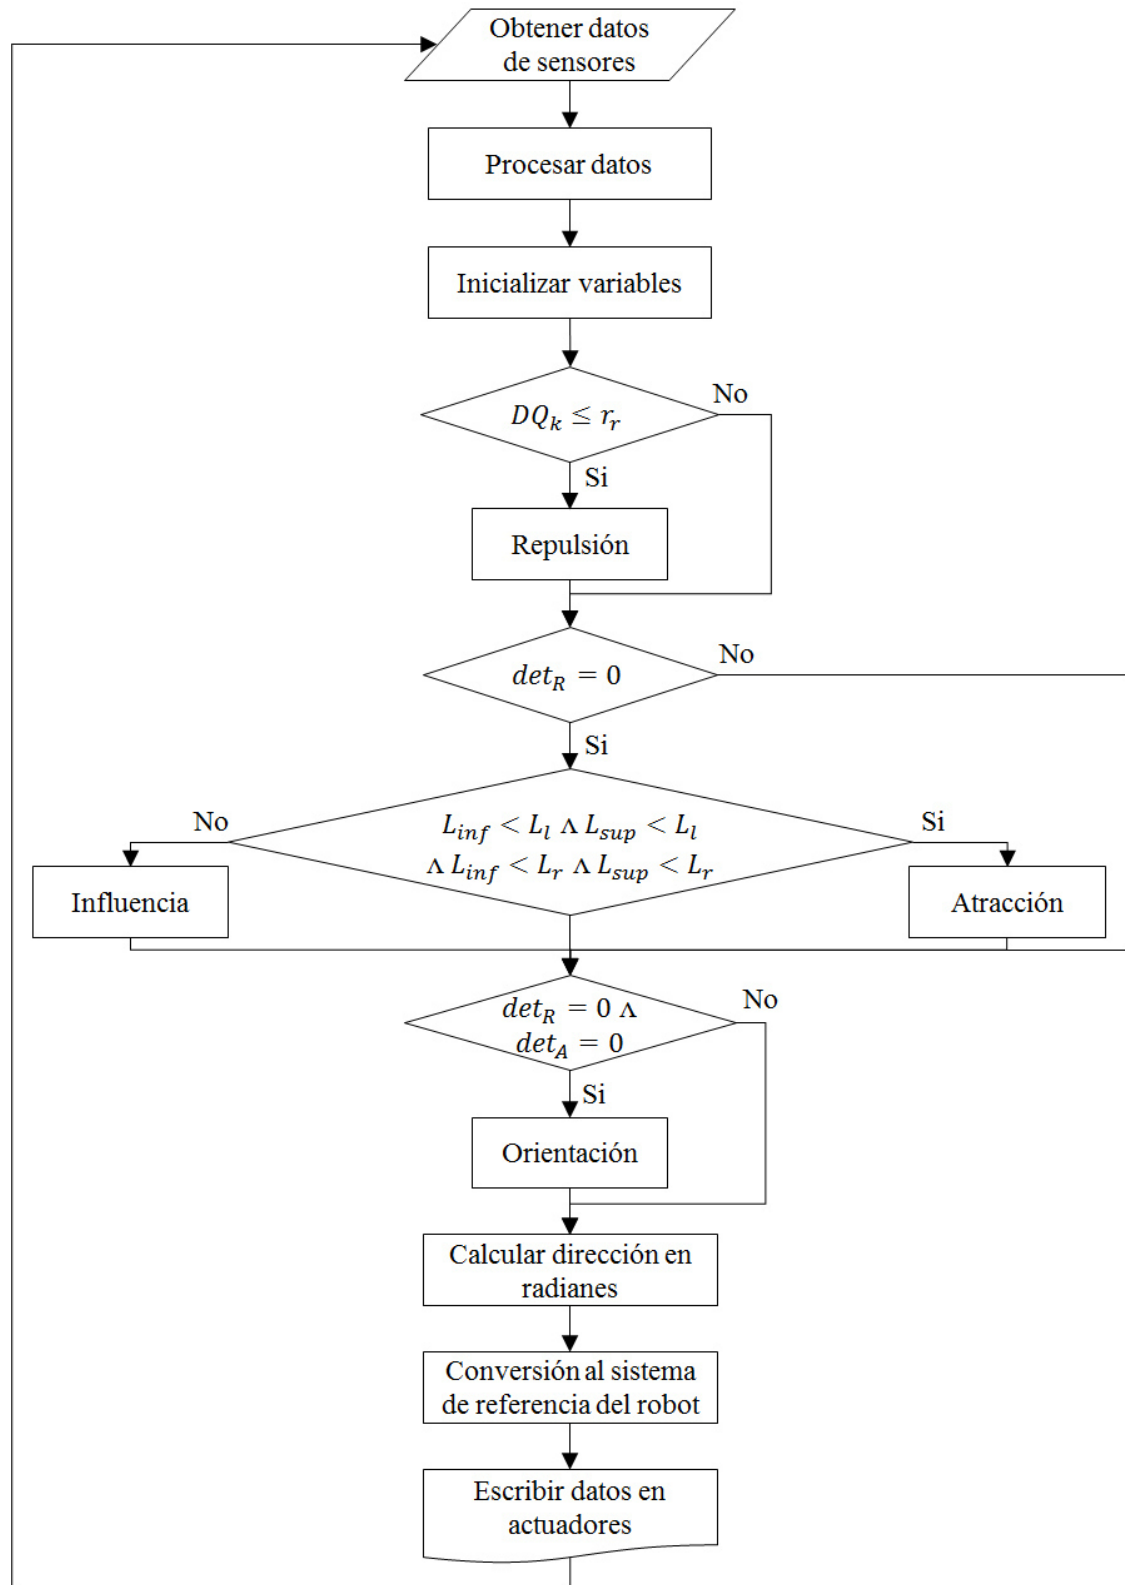 Obtener datos
de sensores
Procesar datos
Inicializar variables
No
DQₖ ≤ rᵣ
Si
Repulsión
No
det_R = 0
Si
No
L_inf < L_l Λ L_sup < L_l
Λ L_inf < L_r Λ L_sup < L_r
Si
Influencia
Atracción
No
det_R = 0 Λ
det_A = 0
Si
Orientación
Calcular dirección en
radianes
Conversión al sistema
de referencia del robot
Escribir datos en
actuadores